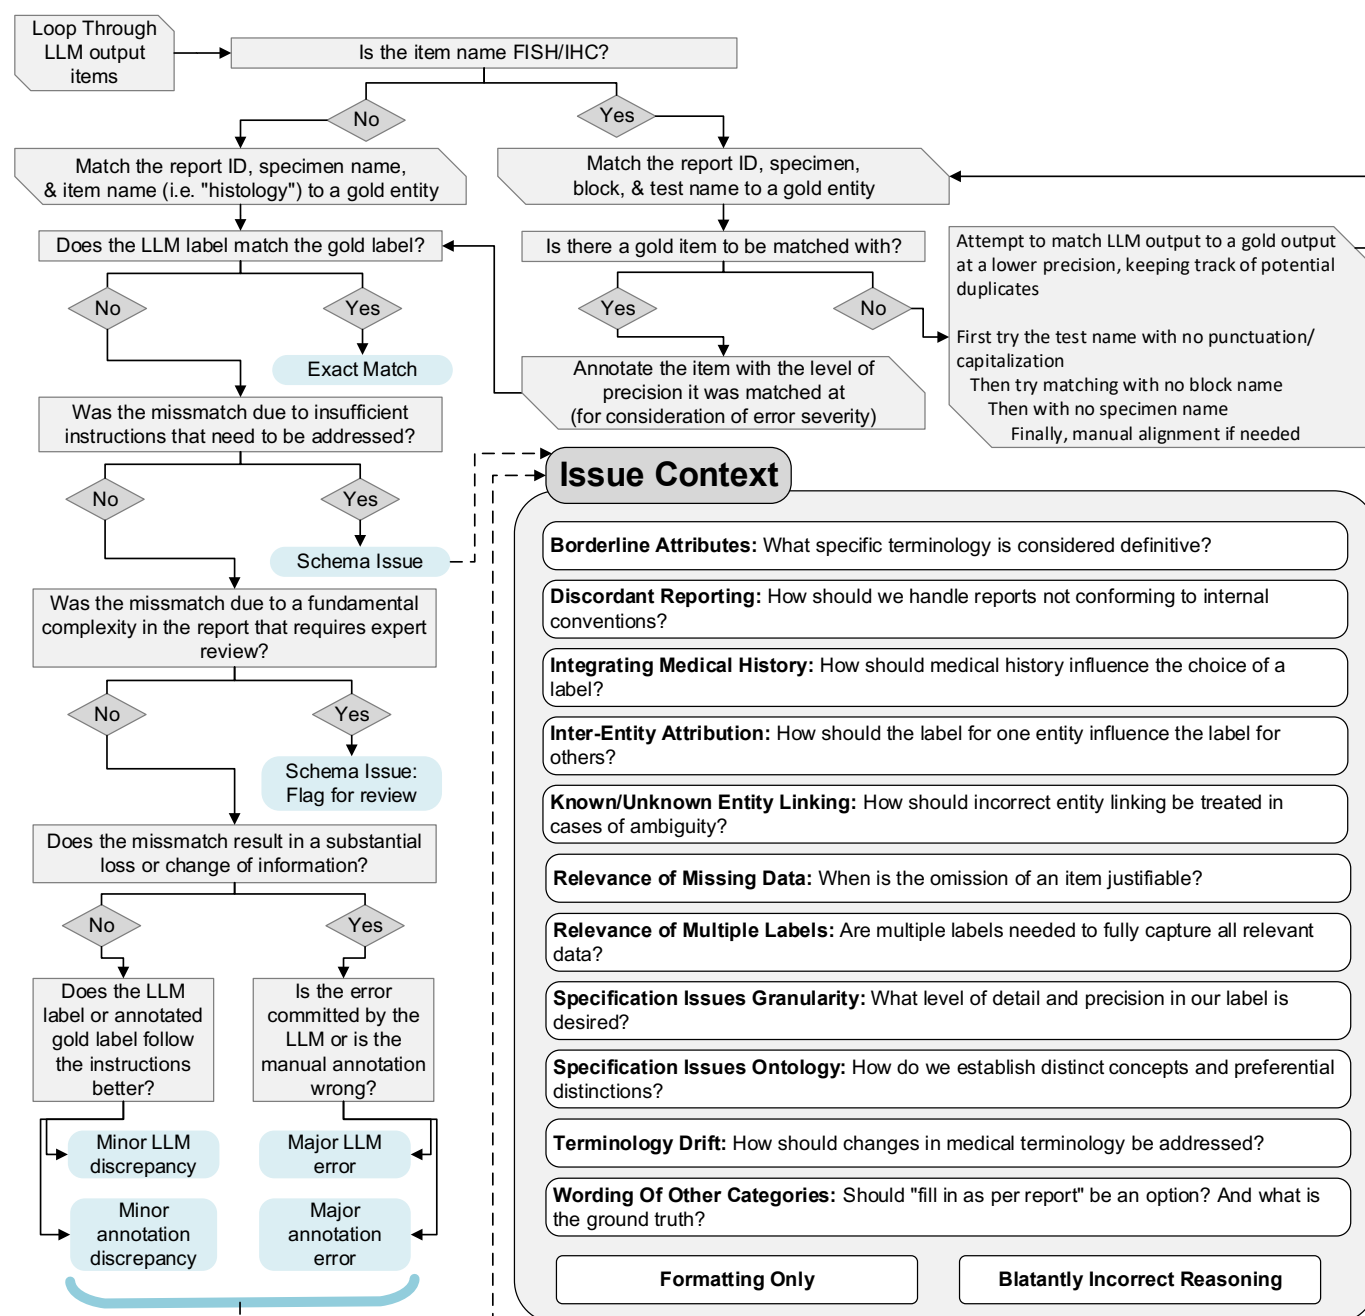 Loop Through
LLM output
items
Is the item name FISH/IHC?
No
Yes
Match the report ID, specimen name,
& item name (i.e. "histology") to a gold entity
Match the report ID, specimen,
block, & test name to a gold entity
Does the LLM label match the gold label?
Is there a gold item to be matched with?
Attempt to match LLM output to a gold output
at a lower precision, keeping track of potential
duplicates
First try the test name with no punctuation/
capitalization
Then try matching with no block name
Then with no specimen name
Finally, manual alignment if needed
No
Yes
Yes
No
Exact Match
Annotate the item with the level of
precision it was matched at
(for consideration of error severity)
Was the missmatch due to insufficient
instructions that need to be addressed?
No
Yes
Schema Issue
Was the missmatch due to a fundamental
complexity in the report that requires expert
review?
No
Yes
Schema Issue:
Flag for review
Does the missmatch result in a substantial
loss or change of information?
No
Yes
Does the LLM
label or annotated
gold label follow
the instructions
better?
Is the error
committed by the
LLM or is the
manual annotation
wrong?
Minor LLM
discrepancy
Major LLM
error
Minor
annotation
discrepancy
Major
annotation
error
Issue Context
Borderline Attributes: What specific terminology is considered definitive?
Discordant Reporting: How should we handle reports not conforming to internal
conventions?
Integrating Medical History: How should medical history influence the choice of a
label?
Inter-Entity Attribution: How should the label for one entity influence the label for
others?
Known/Unknown Entity Linking: How should incorrect entity linking be treated in
cases of ambiguity?
Relevance of Missing Data: When is the omission of an item justifiable?
Relevance of Multiple Labels: Are multiple labels needed to fully capture all relevant
data?
Specification Issues Granularity: What level of detail and precision in our label is
desired?
Specification Issues Ontology: How do we establish distinct concepts and preferential
distinctions?
Terminology Drift: How should changes in medical terminology be addressed?
Wording Of Other Categories: Should "fill in as per report" be an option? And what is
the ground truth?
Formatting Only
Blatantly Incorrect Reasoning